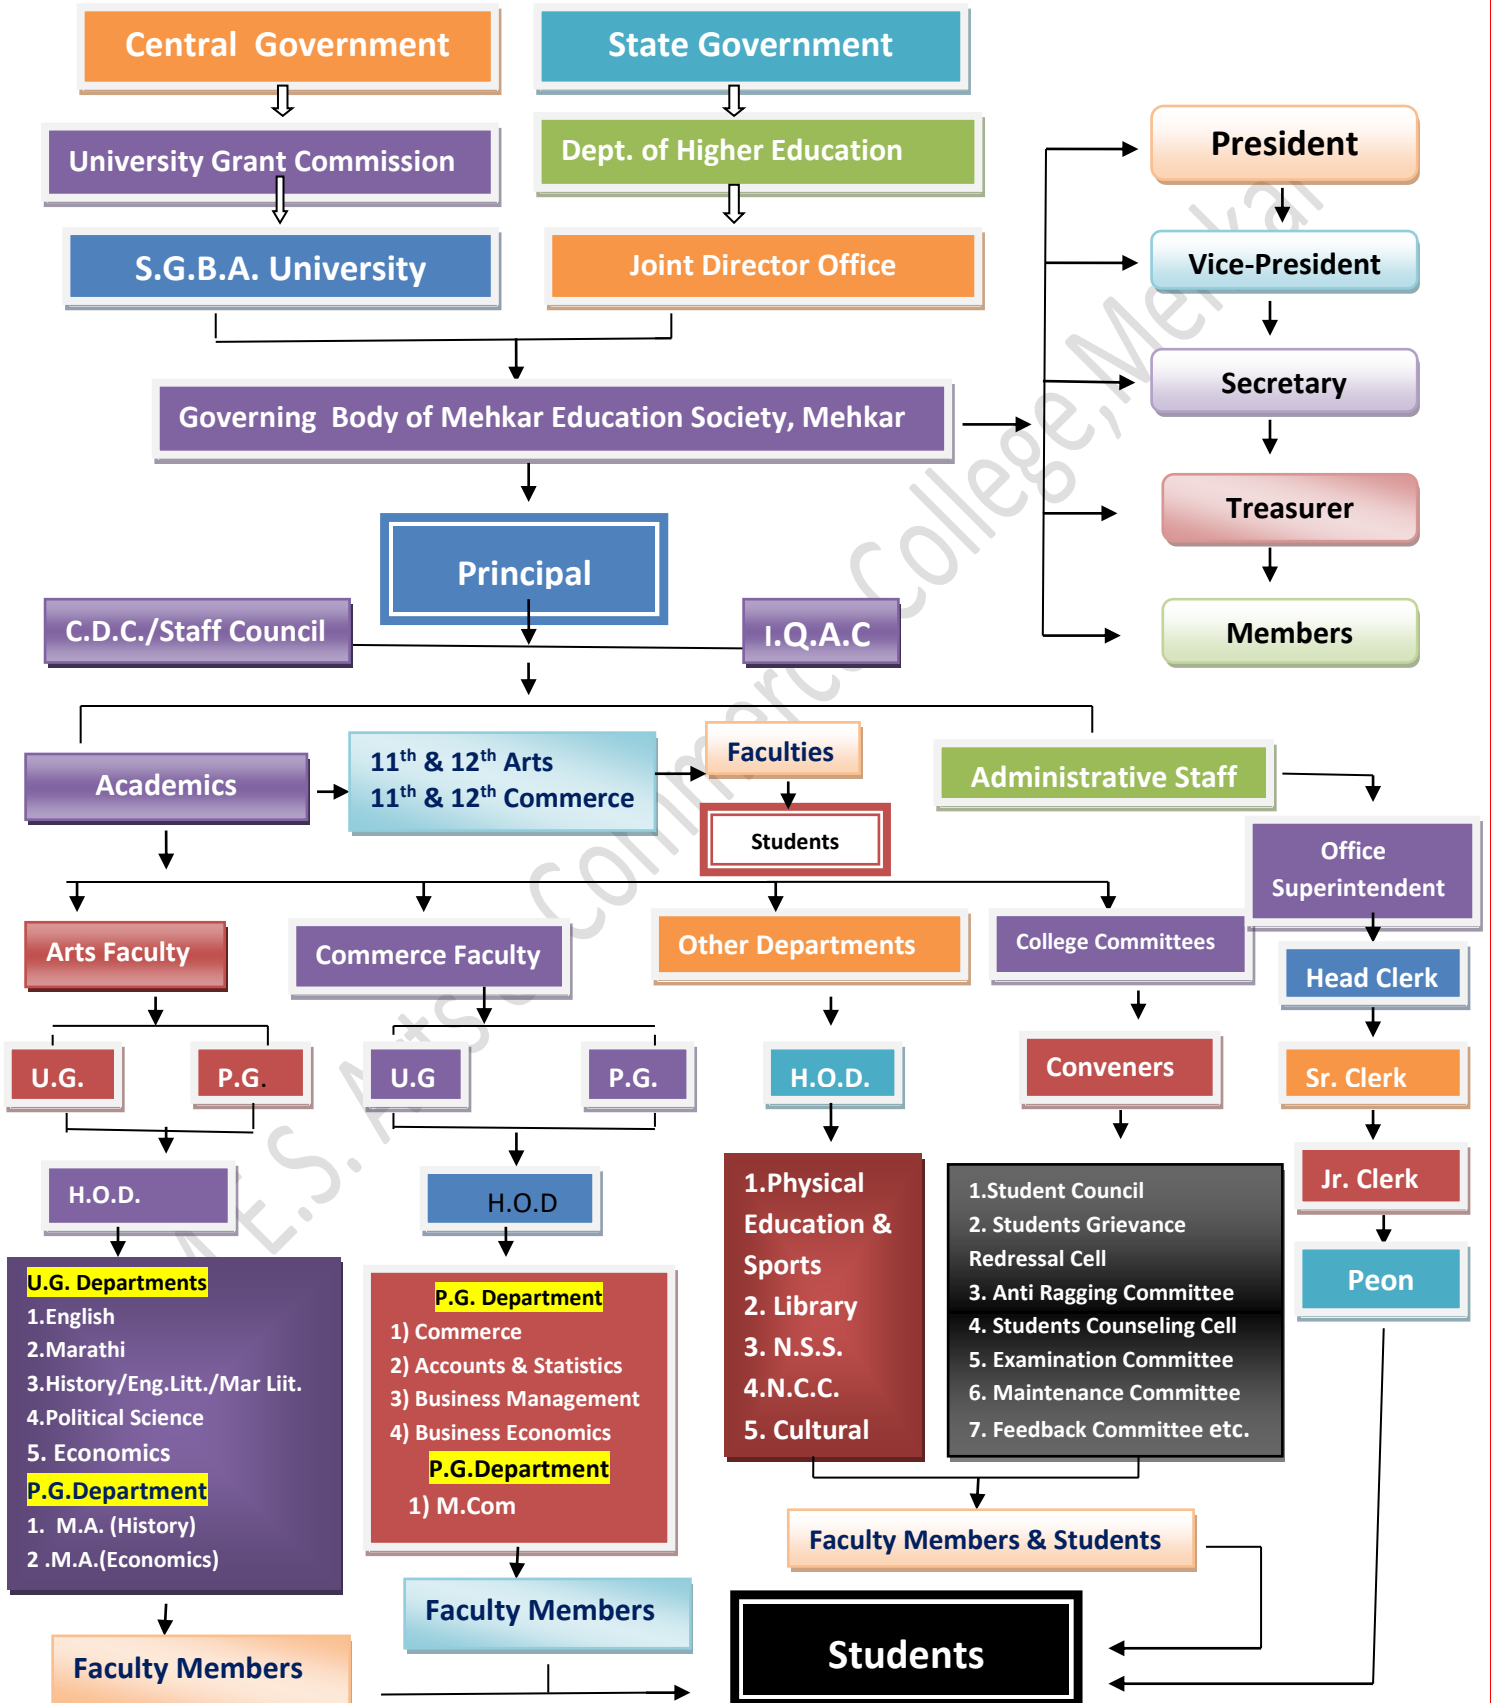 Central Government
State Government
University Grant Commission
Dept. of Higher Education
President
S.G.B.A. University
Joint Director Office
Vice-President
Governing Body of Mehkar Education Society, Mehkar
Secretary
Treasurer
Principal
C.D.C./Staff Council
I.Q.A.C
Members
Academics
11th & 12th Arts
11th & 12th Commerce
Faculties
Students
Administrative Staff
Office
Superintendent
Arts Faculty
Commerce Faculty
Other Departments
College Committees
Head Clerk
U.G.
P.G.
U.G
P.G.
H.O.D.
Conveners
Sr. Clerk
H.O.D.
H.O.D
Jr. Clerk
Peon
U.G. Departments
1.English
2.Marathi
3.History/Eng.Litt./Mar Liit.
4.Political Science
5. Economics
P.G.Department
1. M.A. (History)
2 .M.A.(Economics)
P.G. Department
1) Commerce
2) Accounts & Statistics
3) Business Management
4) Business Economics
P.G.Department
1) M.Com
1.Physical
Education &
Sports
2. Library
3. N.S.S.
4.N.C.C.
5. Cultural
1.Student Council
2. Students Grievance
Redressal Cell
3. Anti Ragging Committee
4. Students Counseling Cell
5. Examination Committee
6. Maintenance Committee
7. Feedback Committee etc.
Faculty Members & Students
Faculty Members
Faculty Members
Students
E.S. Arts Commerce College,